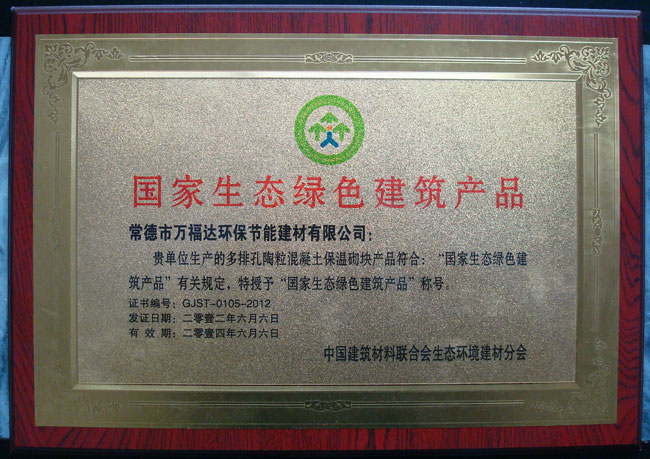 国家生态绿色建筑产品
常德市万福达环保节能建材有限公司：
贵单位生产的多排孔陶粒混凝土保温砌块产品符合：“国家生态绿色建
筑产品”有关规定，特授予“国家生态绿色建筑产品”称号。
证书编号：GJST-0105-2012
发证日期：二零壹二年六月六日
有 效 期：二零壹四年六月六日
中国建筑材料联合会生态环境建材分会